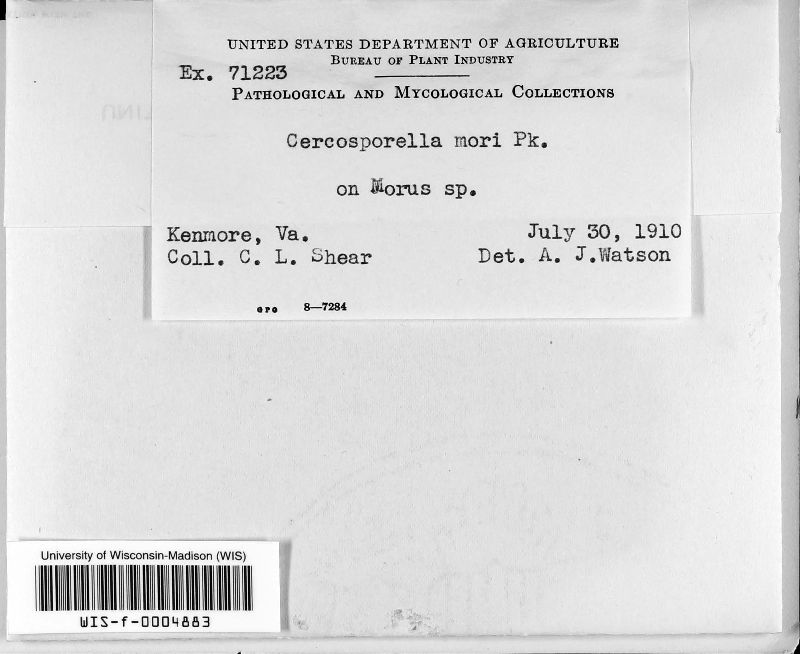 UNITED STATES DEPARTMENT OF AGRICULTURE
BUREAU OF PLANT INDUSTRY
Ex. 71223
PATHOLOGICAL AND MYCOLOGICAL COLLECTIONS
Cercosporella mori Pk.
on Morus sp.
Kenmore, Va. July 30, 1910
Coll. C. L. Shear Det. A. J.Watson
GPO 8—7284
University of Wisconsin-Madison (WIS)
WIS-f-0004883